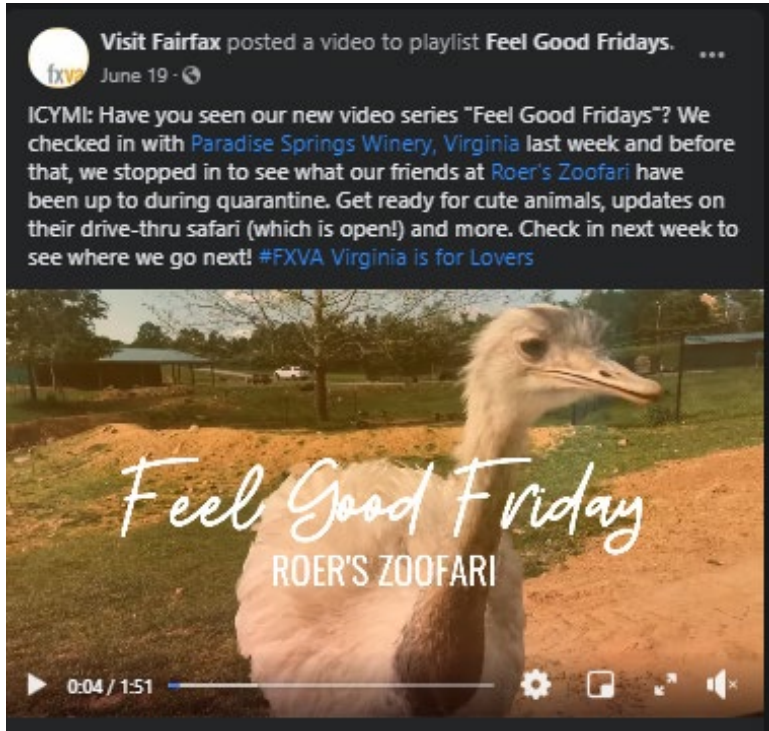 Visit Fairfax posted a video to playlist Feel Good Fridays.
fxva
June 19 ·
ICYMI: Have you seen our new video series "Feel Good Fridays"? We
checked in with Paradise Springs Winery, Virginia last week and before
that, we stopped in to see what our friends at Roer's Zoofari have
been up to during quarantine. Get ready for cute animals, updates on
their drive-thru safari (which is open!) and more. Check in next week to
see where we go next! #FXVA Virginia is for Lovers
Feel Good Friday
ROER'S ZOOFARI
0:04 / 1:51